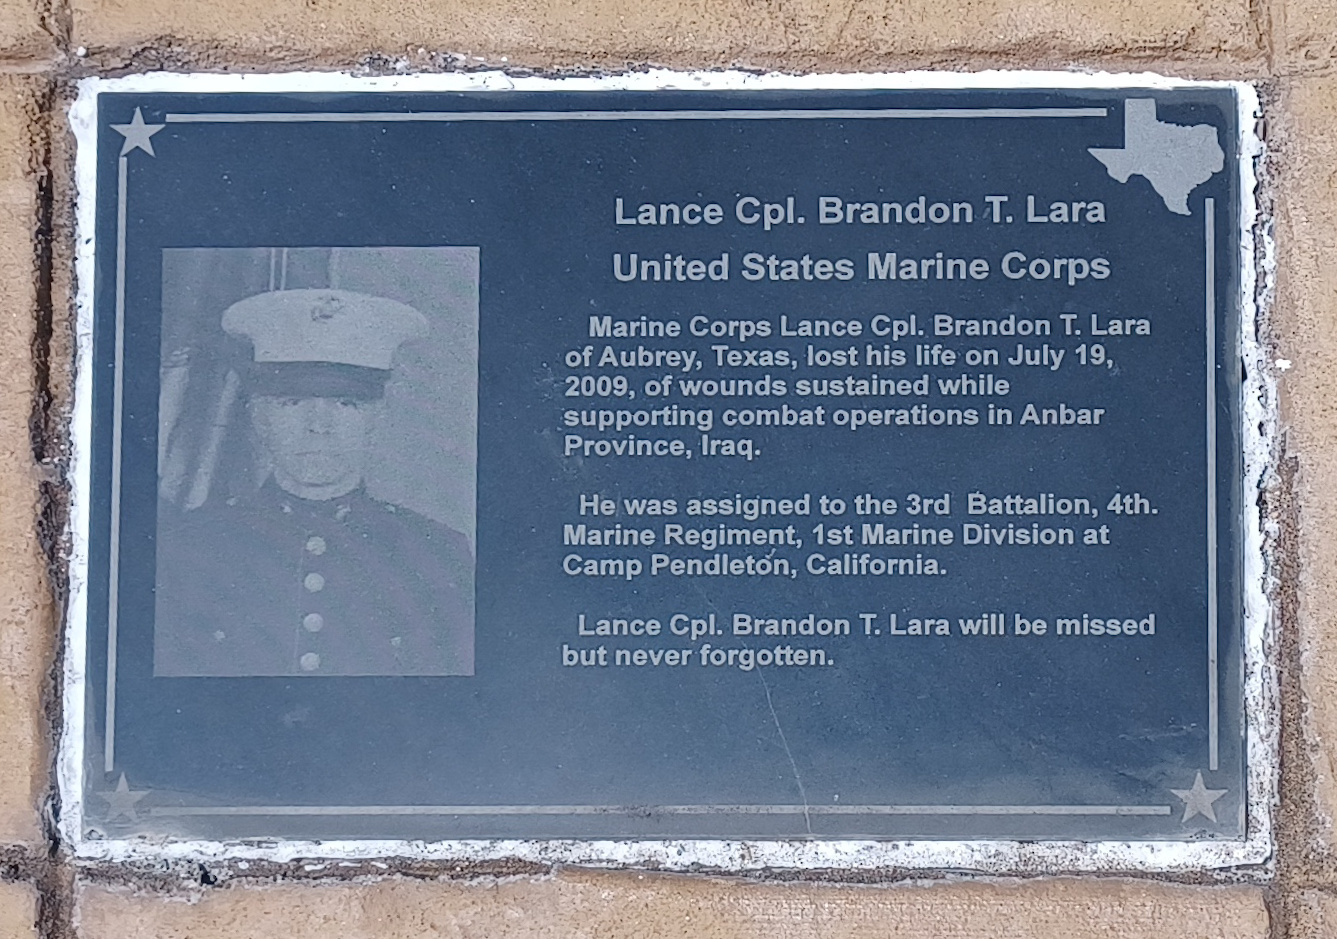 Lance Cpl. Brandon T. Lara
United States Marine Corps
Marine Corps Lance Cpl. Brandon T. Lara
of Aubrey, Texas, lost his life on July 19,
2009, of wounds sustained while
supporting combat operations in Anbar
Province, Iraq.
He was assigned to the 3rd Battalion, 4th.
Marine Regiment, 1st Marine Division at
Camp Pendleton, California.
Lance Cpl. Brandon T. Lara will be missed
but never forgotten.